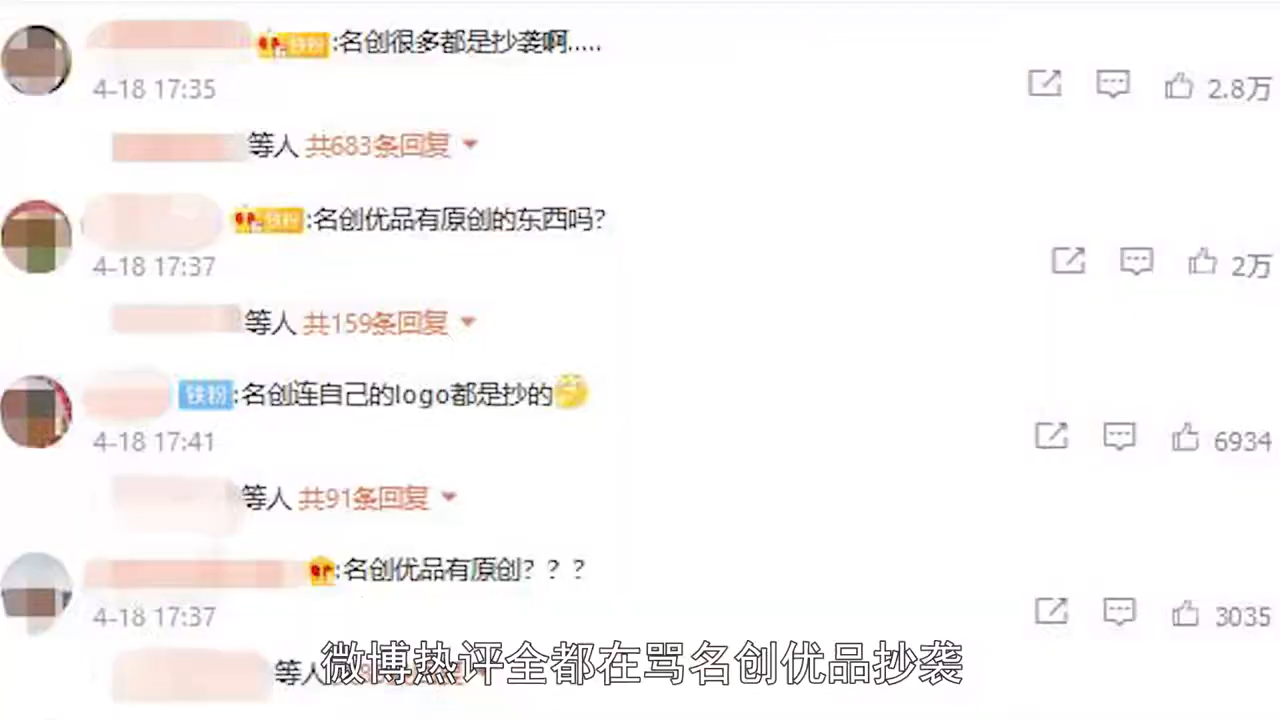 铁粉:名创很多都是抄袭啊.....
4-18 17:35
2.8万
等人 共683条回复
铁粉:名创优品有原创的东西吗?
4-18 17:37
2万
等人 共159条回复
铁粉:名创连自己的logo都是抄的
4-18 17:41
6934
等人 共91条回复
:名创优品有原创? ? ?
4-18 17:37
3035
等人
微博热评全都在骂名创优品抄袭